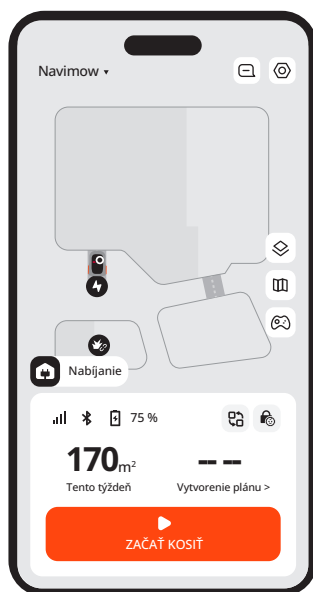 Navimow
Nabíjanie
75 %
170m²
-- --
Tento týždeň
Vytvorenie plánu >
ZAČAŤ KOSIŤ